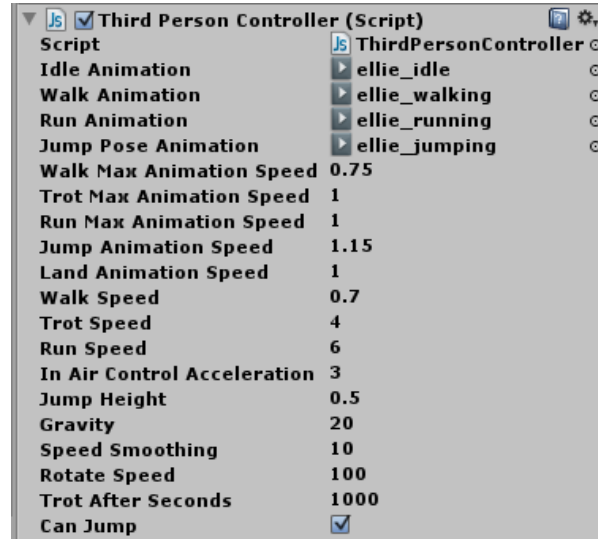 Third Person Controller (Script)
Script ThirdPersonController
Idle Animation ellie_idle
Walk Animation ellie_walking
Run Animation ellie_running
Jump Pose Animation ellie_jumping
Walk Max Animation Speed 0.75
Trot Max Animation Speed 1
Run Max Animation Speed 1
Jump Animation Speed 1.15
Land Animation Speed 1
Walk Speed 0.7
Trot Speed 4
Run Speed 6
In Air Control Acceleration 3
Jump Height 0.5
Gravity 20
Speed Smoothing 10
Rotate Speed 100
Trot After Seconds 1000
Can Jump